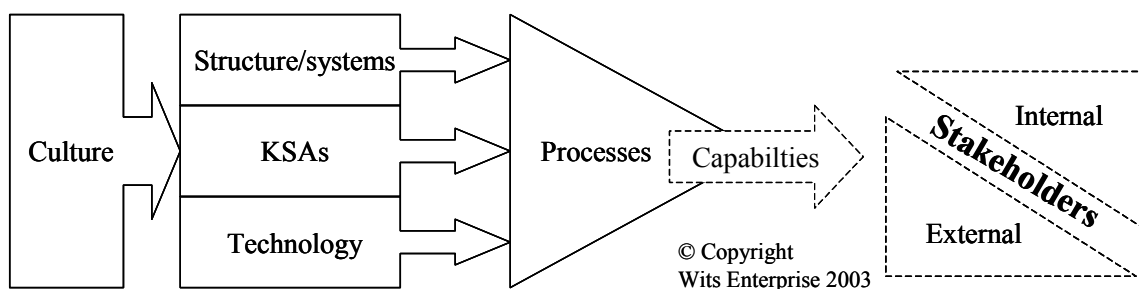 Culture
Structure/systems
KSAs
Technology
Processes
Capabilties
Internal
Stakeholders
External
© Copyright
Wits Enterprise 2003